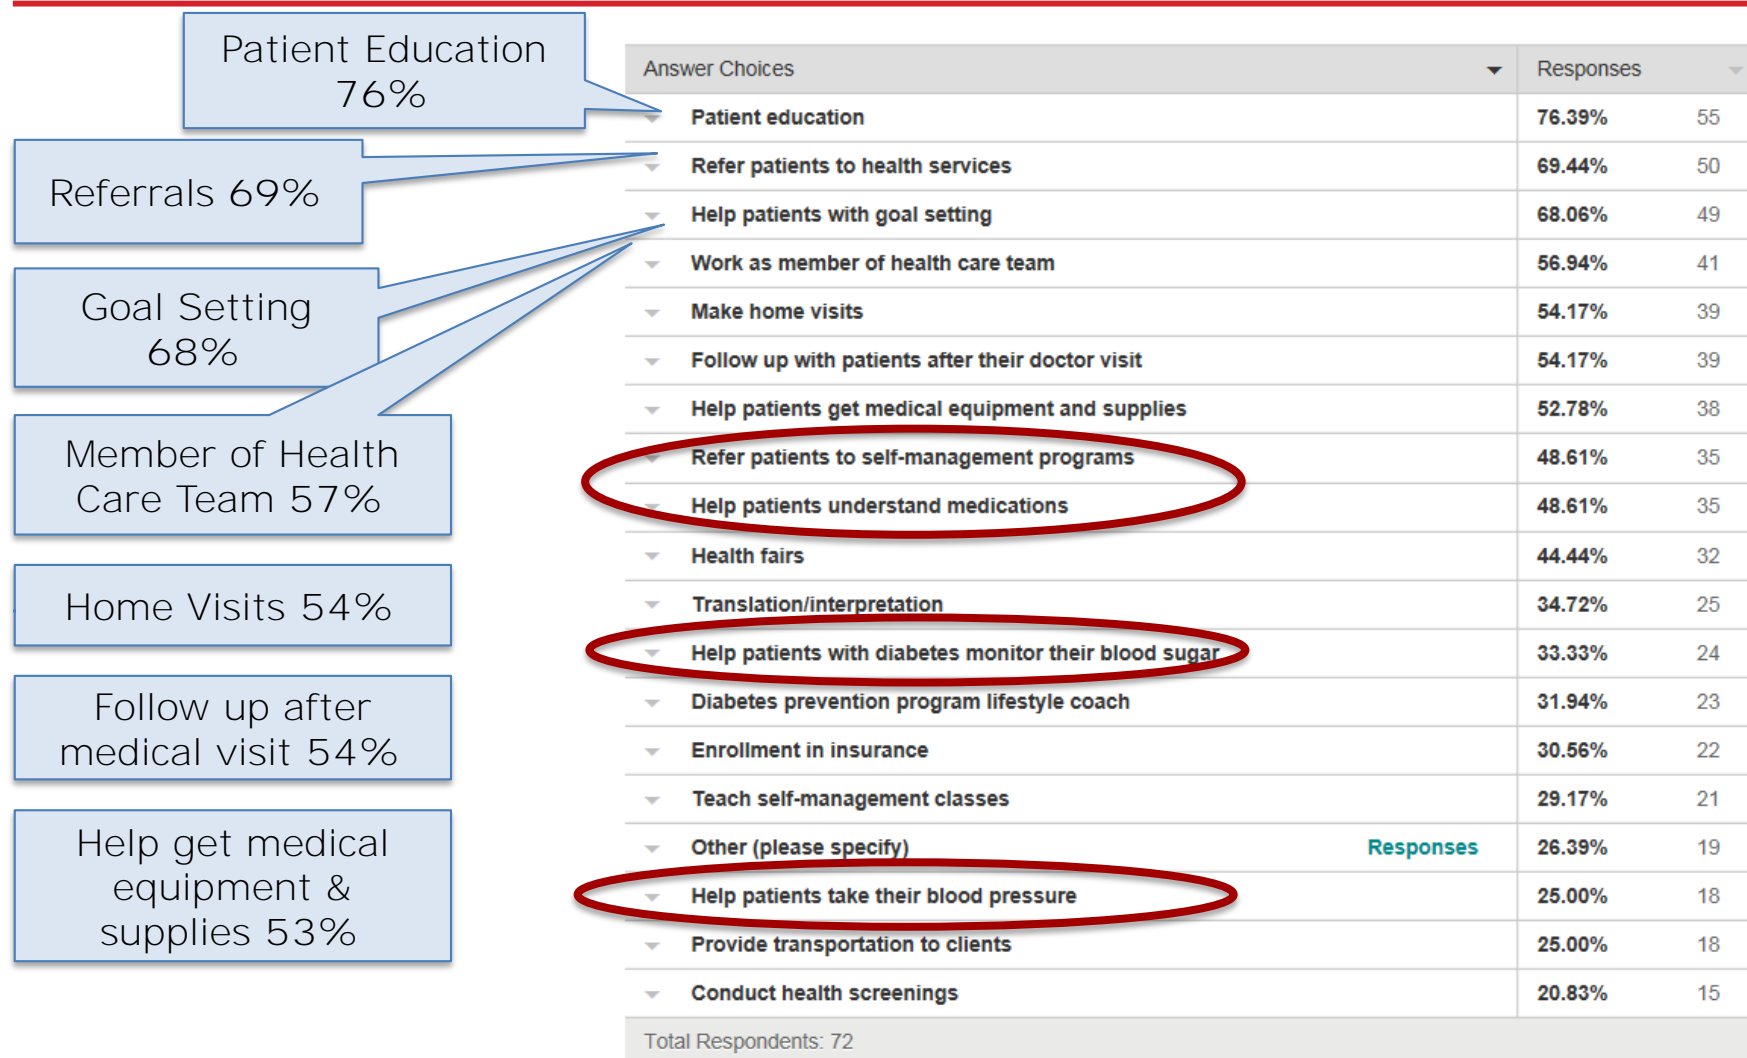 Patient Education
76%
Referrals 69%
Goal Setting
68%
Member of Health
Care Team 57%
Home Visits 54%
Follow up after
medical visit 54%
Help get medical
equipment &
supplies 53%
Answer Choices Responses
Patient education 76.39% 55
Refer patients to health services 69.44% 50
Help patients with goal setting 68.06% 49
Work as member of health care team 56.94% 41
Make home visits 54.17% 39
Follow up with patients after their doctor visit 54.17% 39
Help patients get medical equipment and supplies 52.78% 38
Refer patients to self-management programs 48.61% 35
Help patients understand medications 48.61% 35
Health fairs 44.44% 32
Translation/interpretation 34.72% 25
Help patients with diabetes monitor their blood sugar 33.33% 24
Diabetes prevention program lifestyle coach 31.94% 23
Enrollment in insurance 30.56% 22
Teach self-management classes 29.17% 21
Other (please specify) Responses 26.39% 19
Help patients take their blood pressure 25.00% 18
Provide transportation to clients 25.00% 18
Conduct health screenings 20.83% 15
Total Respondents: 72